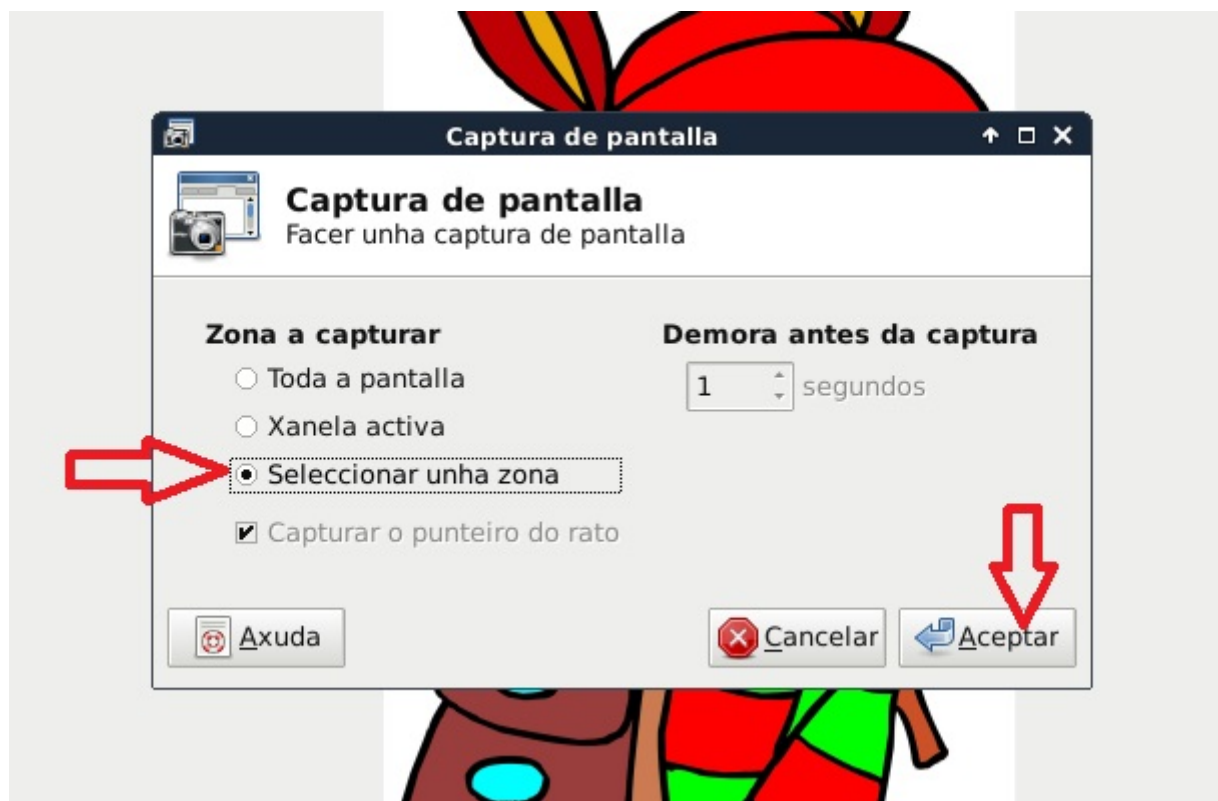 Captura de pantalla
Captura de pantalla
Facer unha captura de pantalla
Zona a capturar
Toda a pantalla
Xanela activa
Seleccionar unha zona
Capturar o punteiro do rato
Demora antes da captura
1 segundos
Axuda
Cancelar
Aceptar